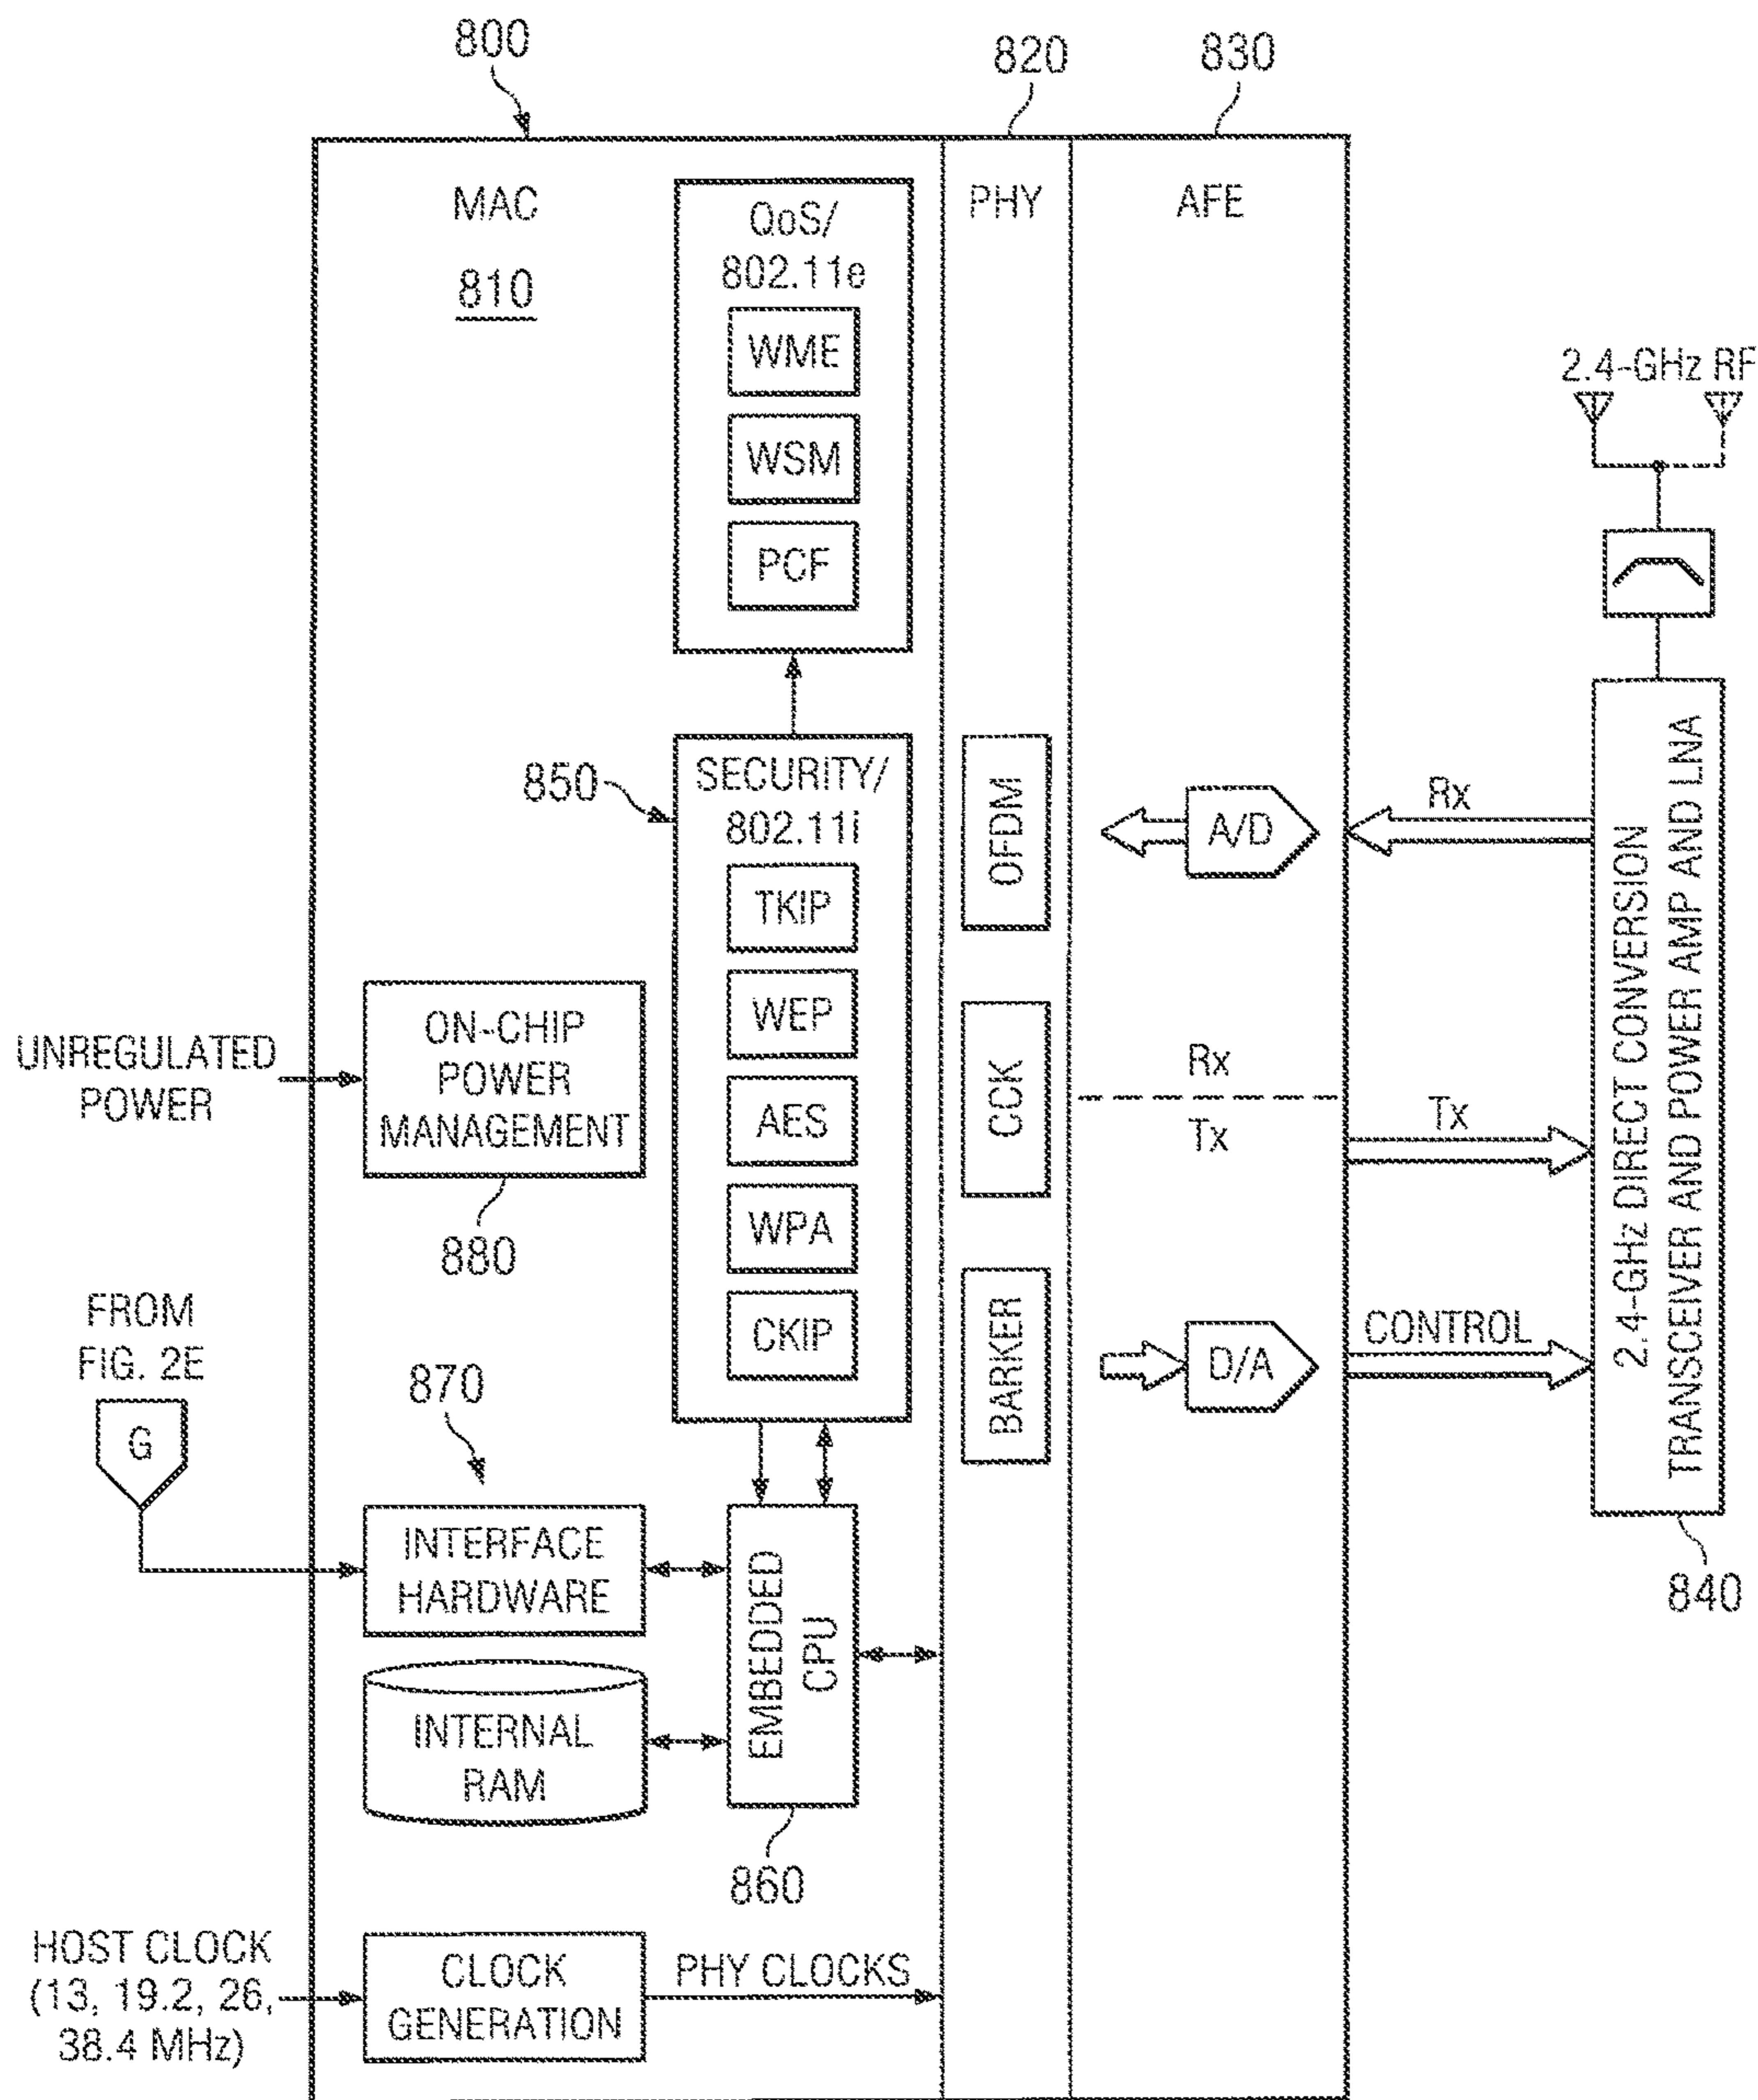 800
820
830
MAC
810
QoS/
802.11e
WME
WSM
PCF
PHY
AFE
2.4-GHz RF
850
SECURITY/
802.11i
TKIP
WEP
AES
WPA
CKIP
OFDM
CCK
BARKER
A/D
Rx
Rx
Tx
Tx
D/A
CONTROL
2.4-GHz DIRECT CONVERSION
TRANSCEIVER AND POWER AMP AND LNA
840
UNREGULATED
POWER
ON-CHIP
POWER
MANAGEMENT
880
FROM
FIG. 2E
G
870
INTERFACE
HARDWARE
INTERNAL
RAM
EMBEDDED
CPU
860
HOST CLOCK
(13, 19.2, 26,
38.4 MHz)
CLOCK
GENERATION
PHY CLOCKS